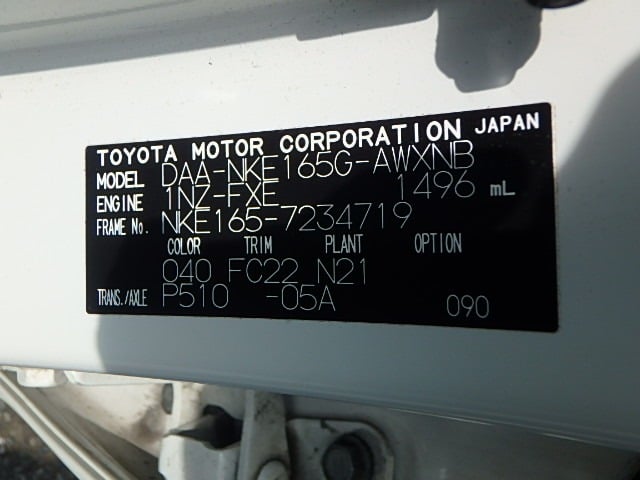 TOYOTA MOTOR CORPORATION JAPAN
MODEL DAA-NKE165G-AWXNB
ENGINE 1NZ-FXE 1496 mL
FRAME No. NKE165-7234719
COLOR TRIM PLANT OPTION
040 FC22 N21
TRANS./AXLE P510 -05A 090